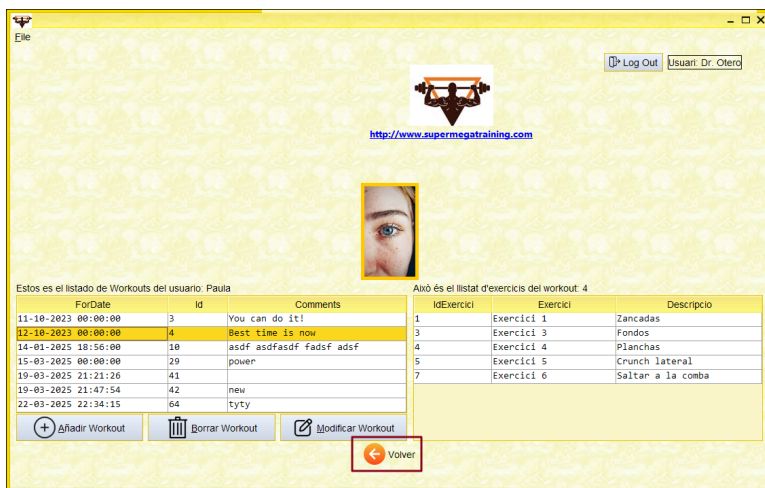 File
Log Out Usuari: Dr. Otero
http://www.supermegatraining.com
Estos es el listado de Workouts del usuario: Paula
ForDate Id Comments
11-10-2023 00:00:00 3 You can do it!
12-10-2023 00:00:00 4 Best time is now
14-01-2025 18:56:00 10 asdf asdfasdf fadsf adsf
15-03-2025 00:00:00 29 power
19-03-2025 21:21:26 41
19-03-2025 21:47:54 42 new
22-03-2025 22:34:15 64 tyty
Añadir Workout Borrar Workout Modificar Workout
Això és el llistat d'exercicis del workout: 4
IdExercici Exercici Descripcio
1 Exercici 1 Zancadas
3 Exercici 3 Fondos
4 Exercici 4 Planchas
5 Exercici 5 Crunch lateral
7 Exercici 6 Saltar a la comba
Volver